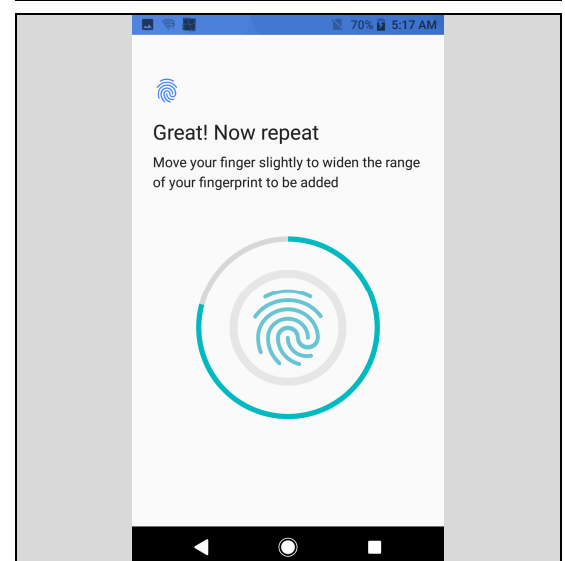 70% 5:17 AM
Great! Now repeat
Move your finger slightly to widen the range
of your fingerprint to be added